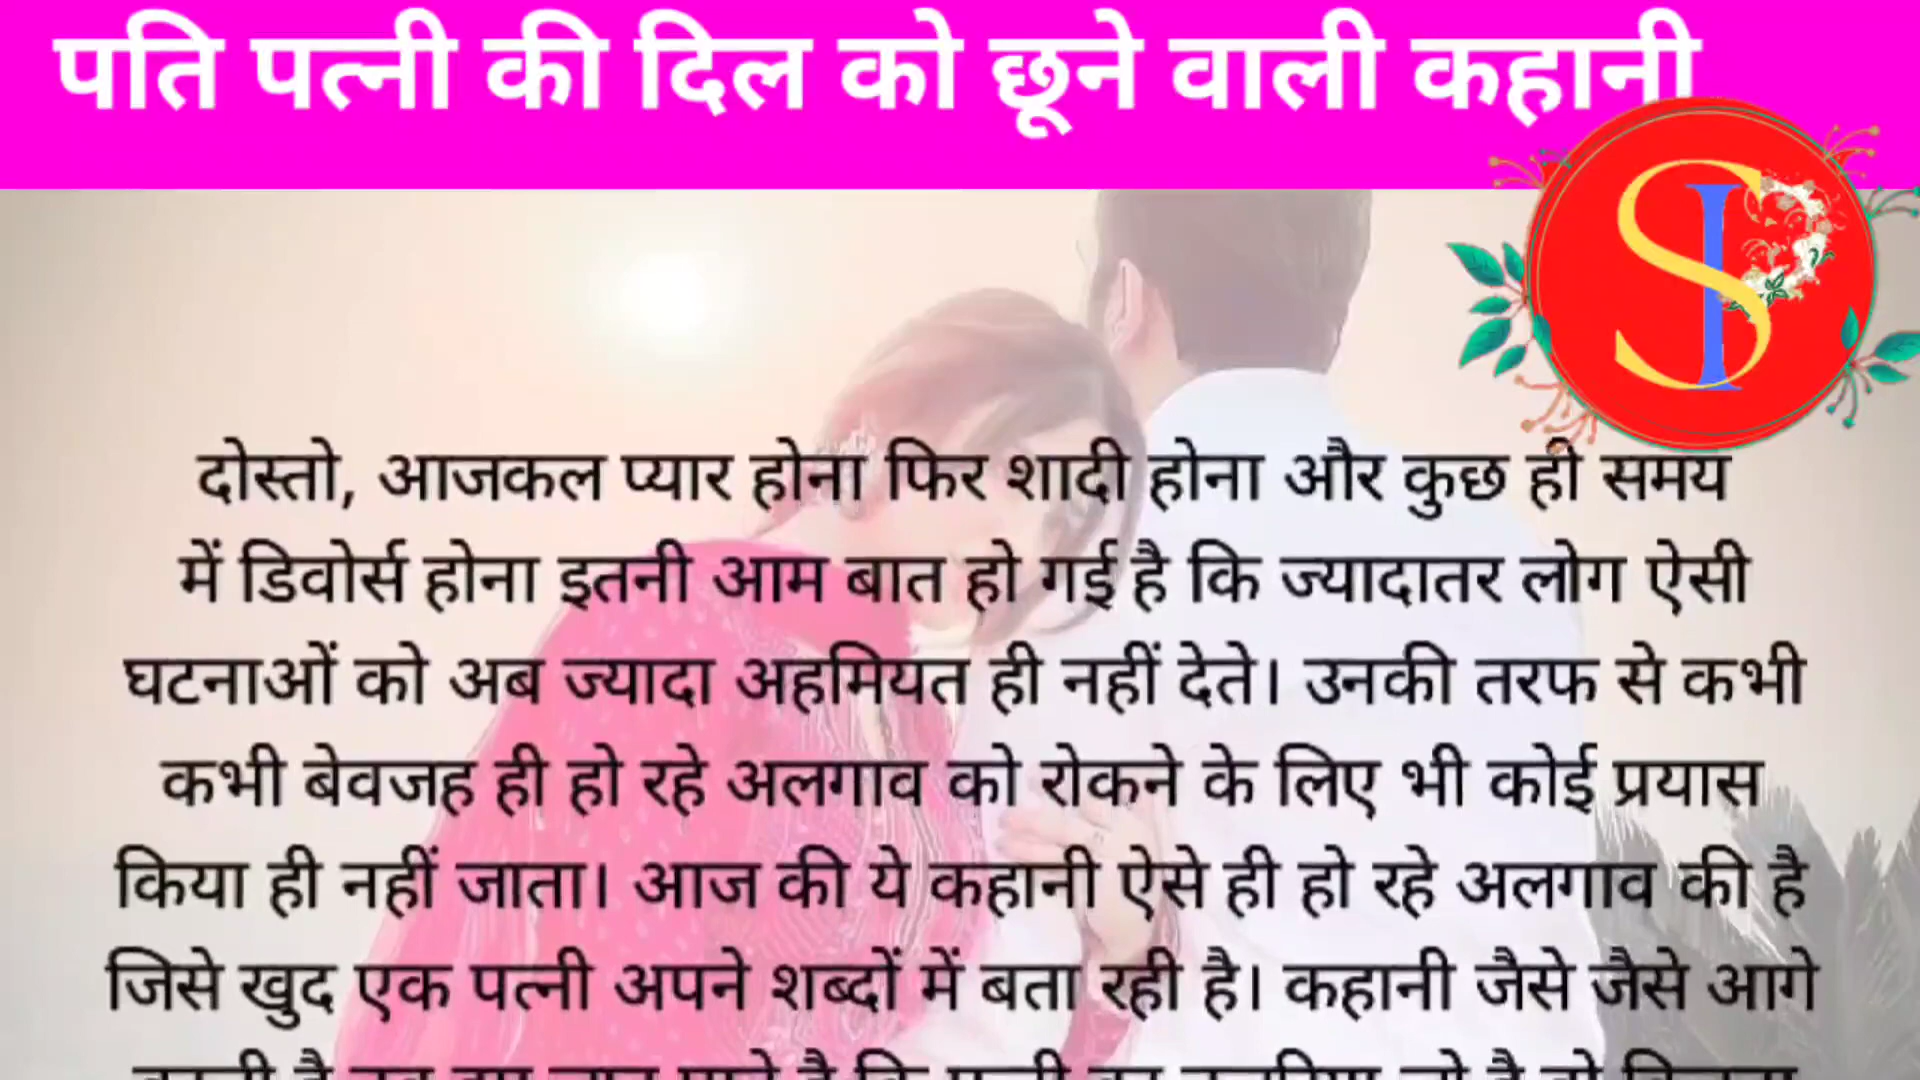 पति पत्नी की दिल को छूने वाली कहानी
SI
दोस्तो, आजकल प्यार होना फिर शादी होना और कुछ ही समय
में डिवोर्स होना इतनी आम बात हो गई है कि ज्यादातर लोग ऐसी
घटनाओं को अब ज्यादा अहमियत ही नहीं देते। उनकी तरफ से कभी
कभी बेवजह ही हो रहे अलगाव को रोकने के लिए भी कोई प्रयास
किया ही नहीं जाता। आज की ये कहानी ऐसे ही हो रहे अलगाव की है
जिसे खुद एक पत्नी अपने शब्दों में बता रही है। कहानी जैसे जैसे आगे